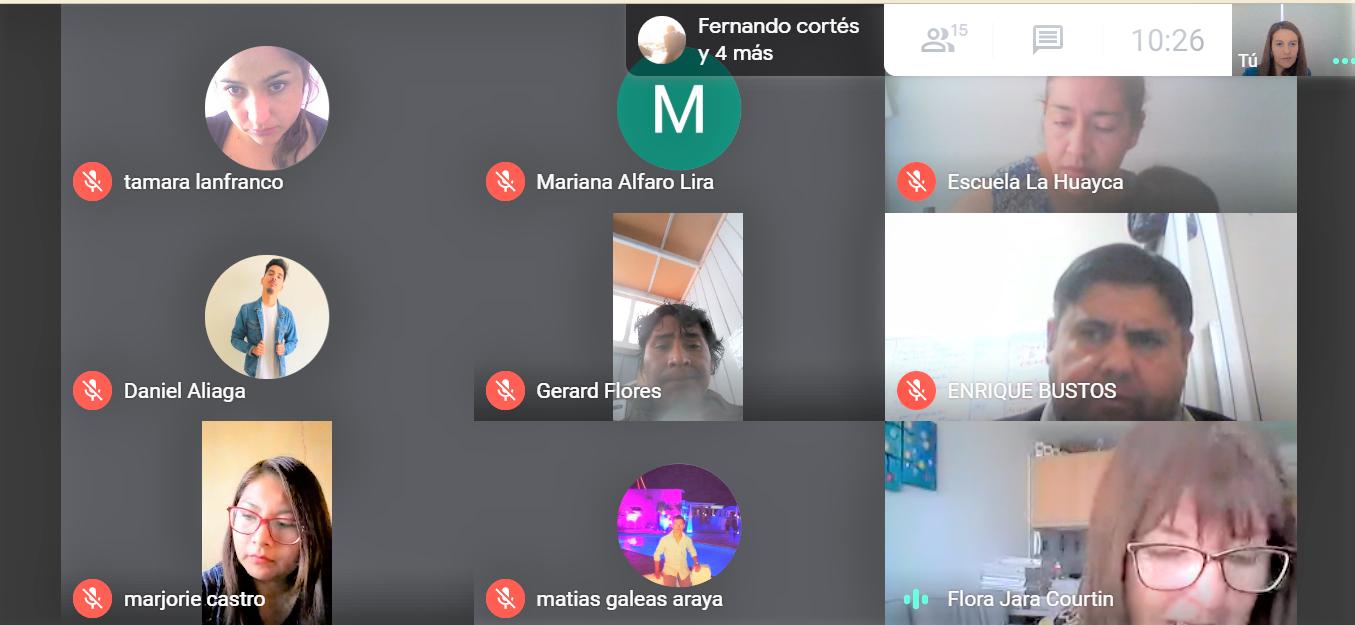 Fernando cortés
y 4 más
15
10:26
Tú
M
tamara lanfranco
Mariana Alfaro Lira
Escuela La Huayca
Daniel Aliaga
Gerard Flores
ENRIQUE BUSTOS
marjorie castro
matias galeas araya
Flora Jara Courtin